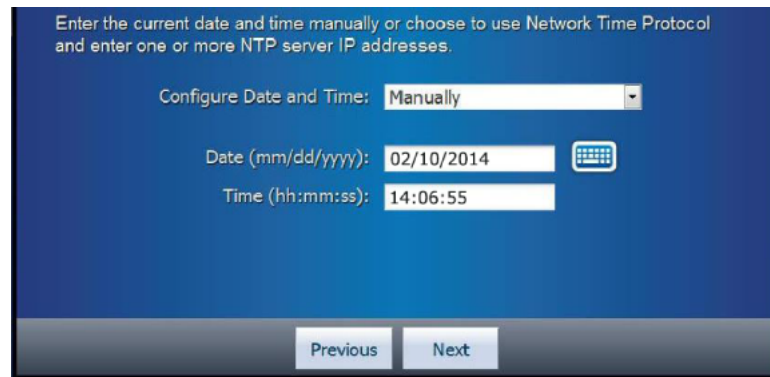 Enter the current date and time manually or choose to use Network Time Protocol
and enter one or more NTP server IP addresses.
Configure Date and Time: Manually
Date (mm/dd/yyyy): 02/10/2014
Time (hh:mm:ss): 14:06:55
Previous Next